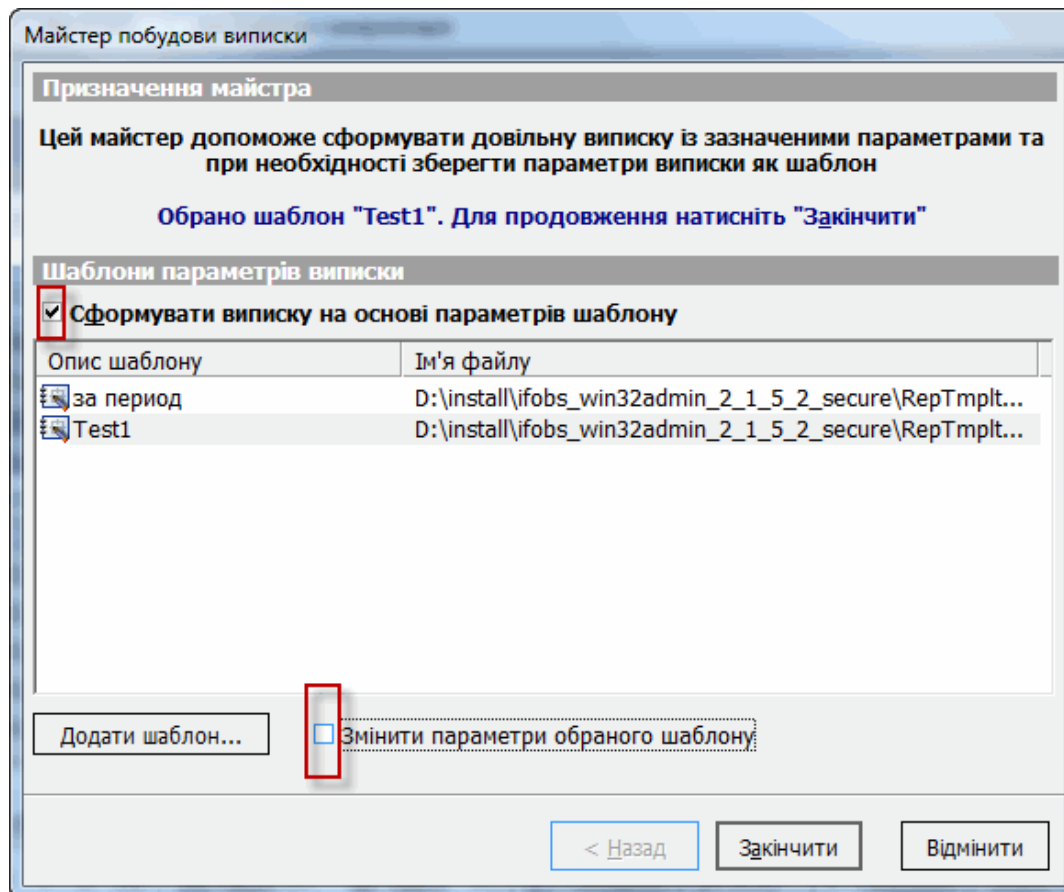 Майстер побудови виписки
Призначення майстра
Цей майстер допоможе сформувати довільну виписку із зазначеними параметрами та
при необхідності зберегти параметри виписки як шаблон
Обрано шаблон "Test1". Для продовження натисніть "Закінчити"
Шаблони параметрів виписки
Сформувати виписку на основі параметрів шаблону
Опис шаблону Ім'я файлу
за период D:\install\ifobs_win32admin_2_1_5_2_secure\RepTmplt...
Test1 D:\install\ifobs_win32admin_2_1_5_2_secure\RepTmplt...
Додати шаблон... Змінити параметри обраного шаблону
< Назад Закінчити Відмінити